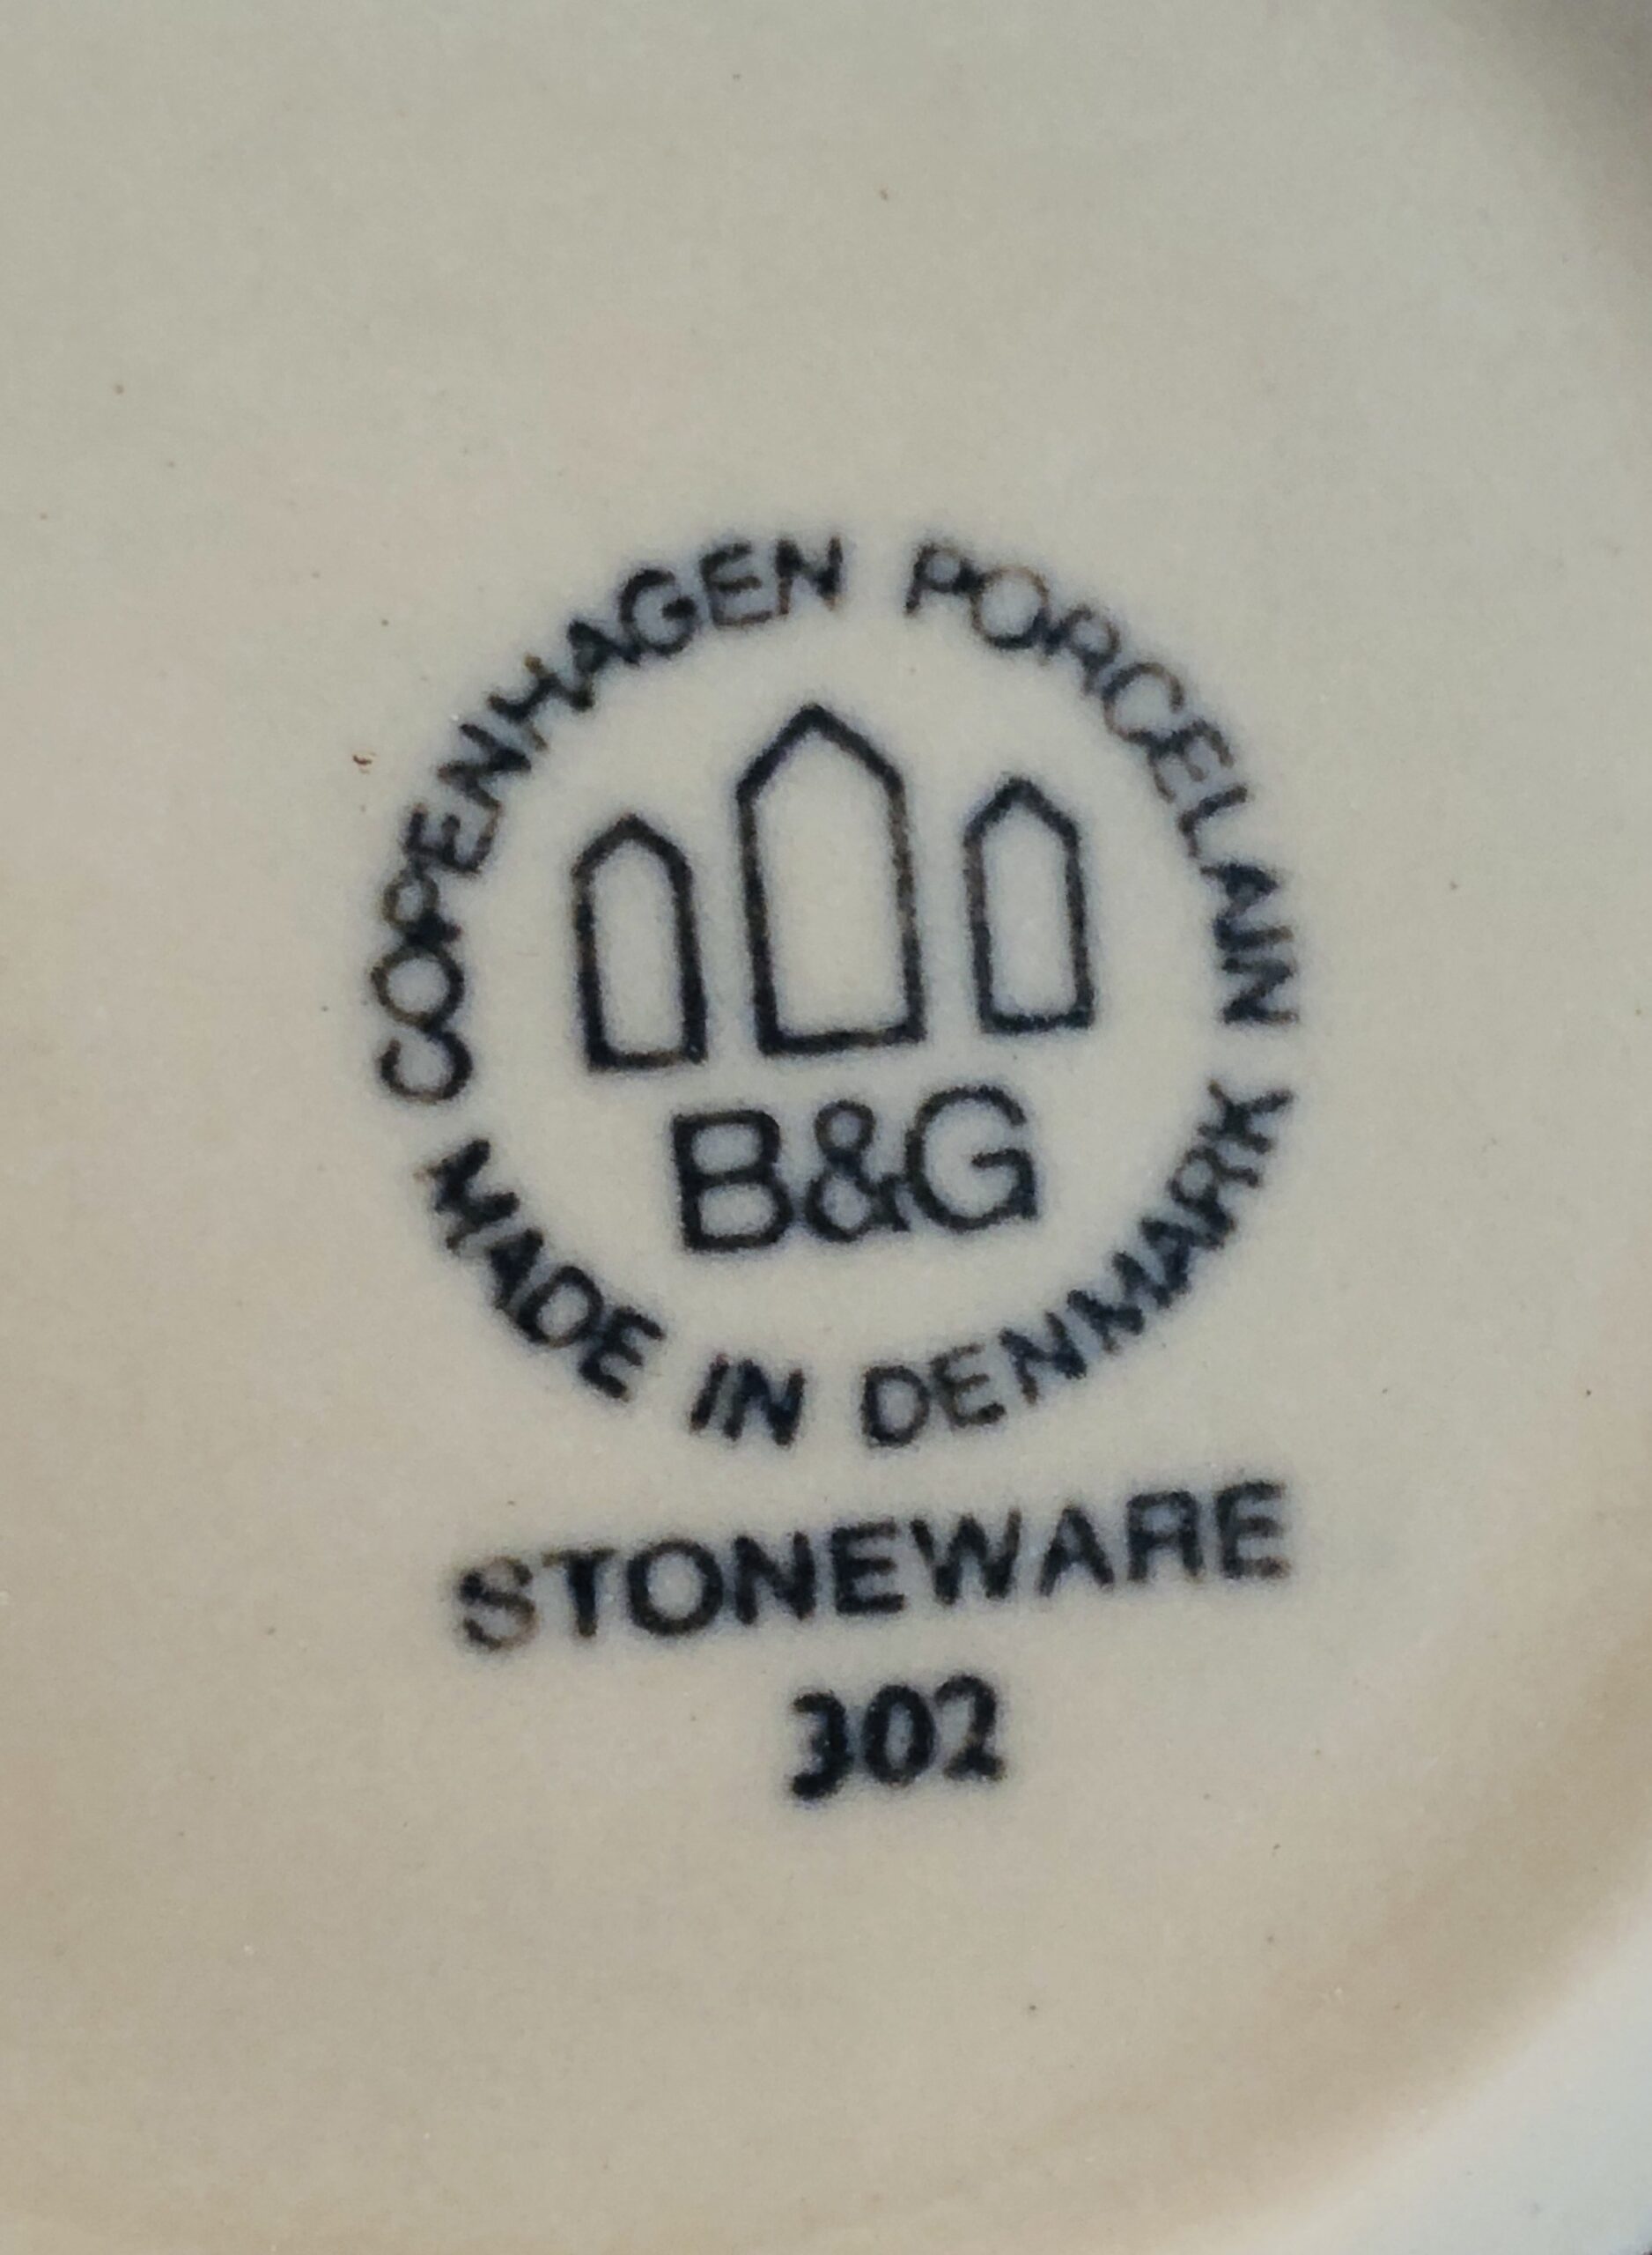 COPENHAGEN PORCELAIN
B&G
MADE IN DENMARK
STONEWARE
302